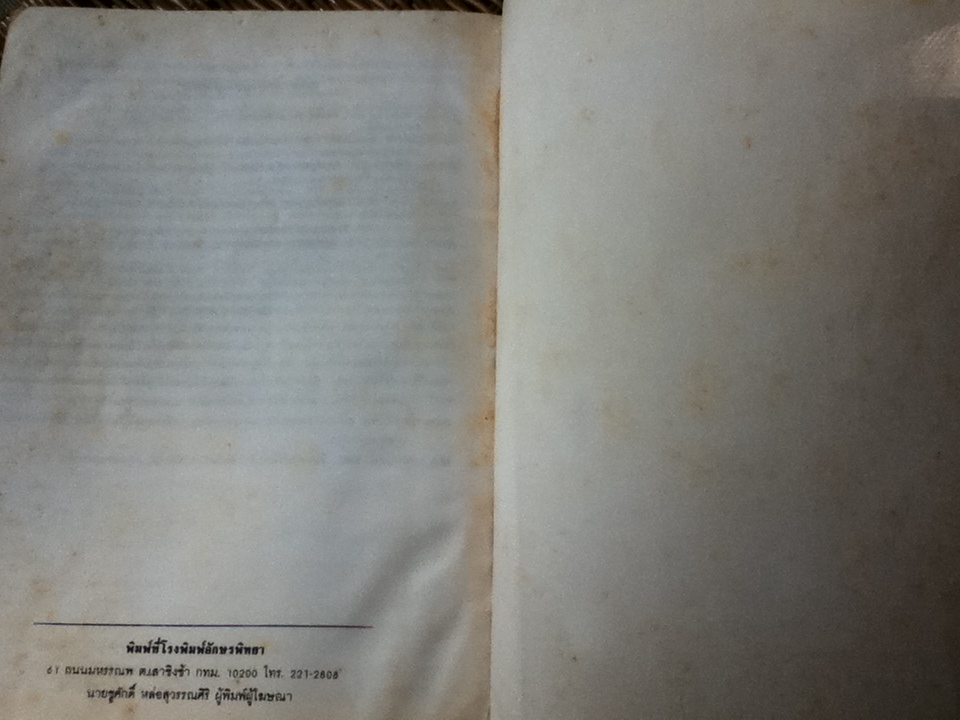 พิมพ์ที่โรงพิมพ์อักษรพิทยา
61 ถนนมหรรณพ ต.เสาชิงช้า กทม. 10200 โทร. 221-2808
นายชูศักดิ์ หล่อสุวรรณศิริ ผู้พิมพ์ผู้โฆษณา